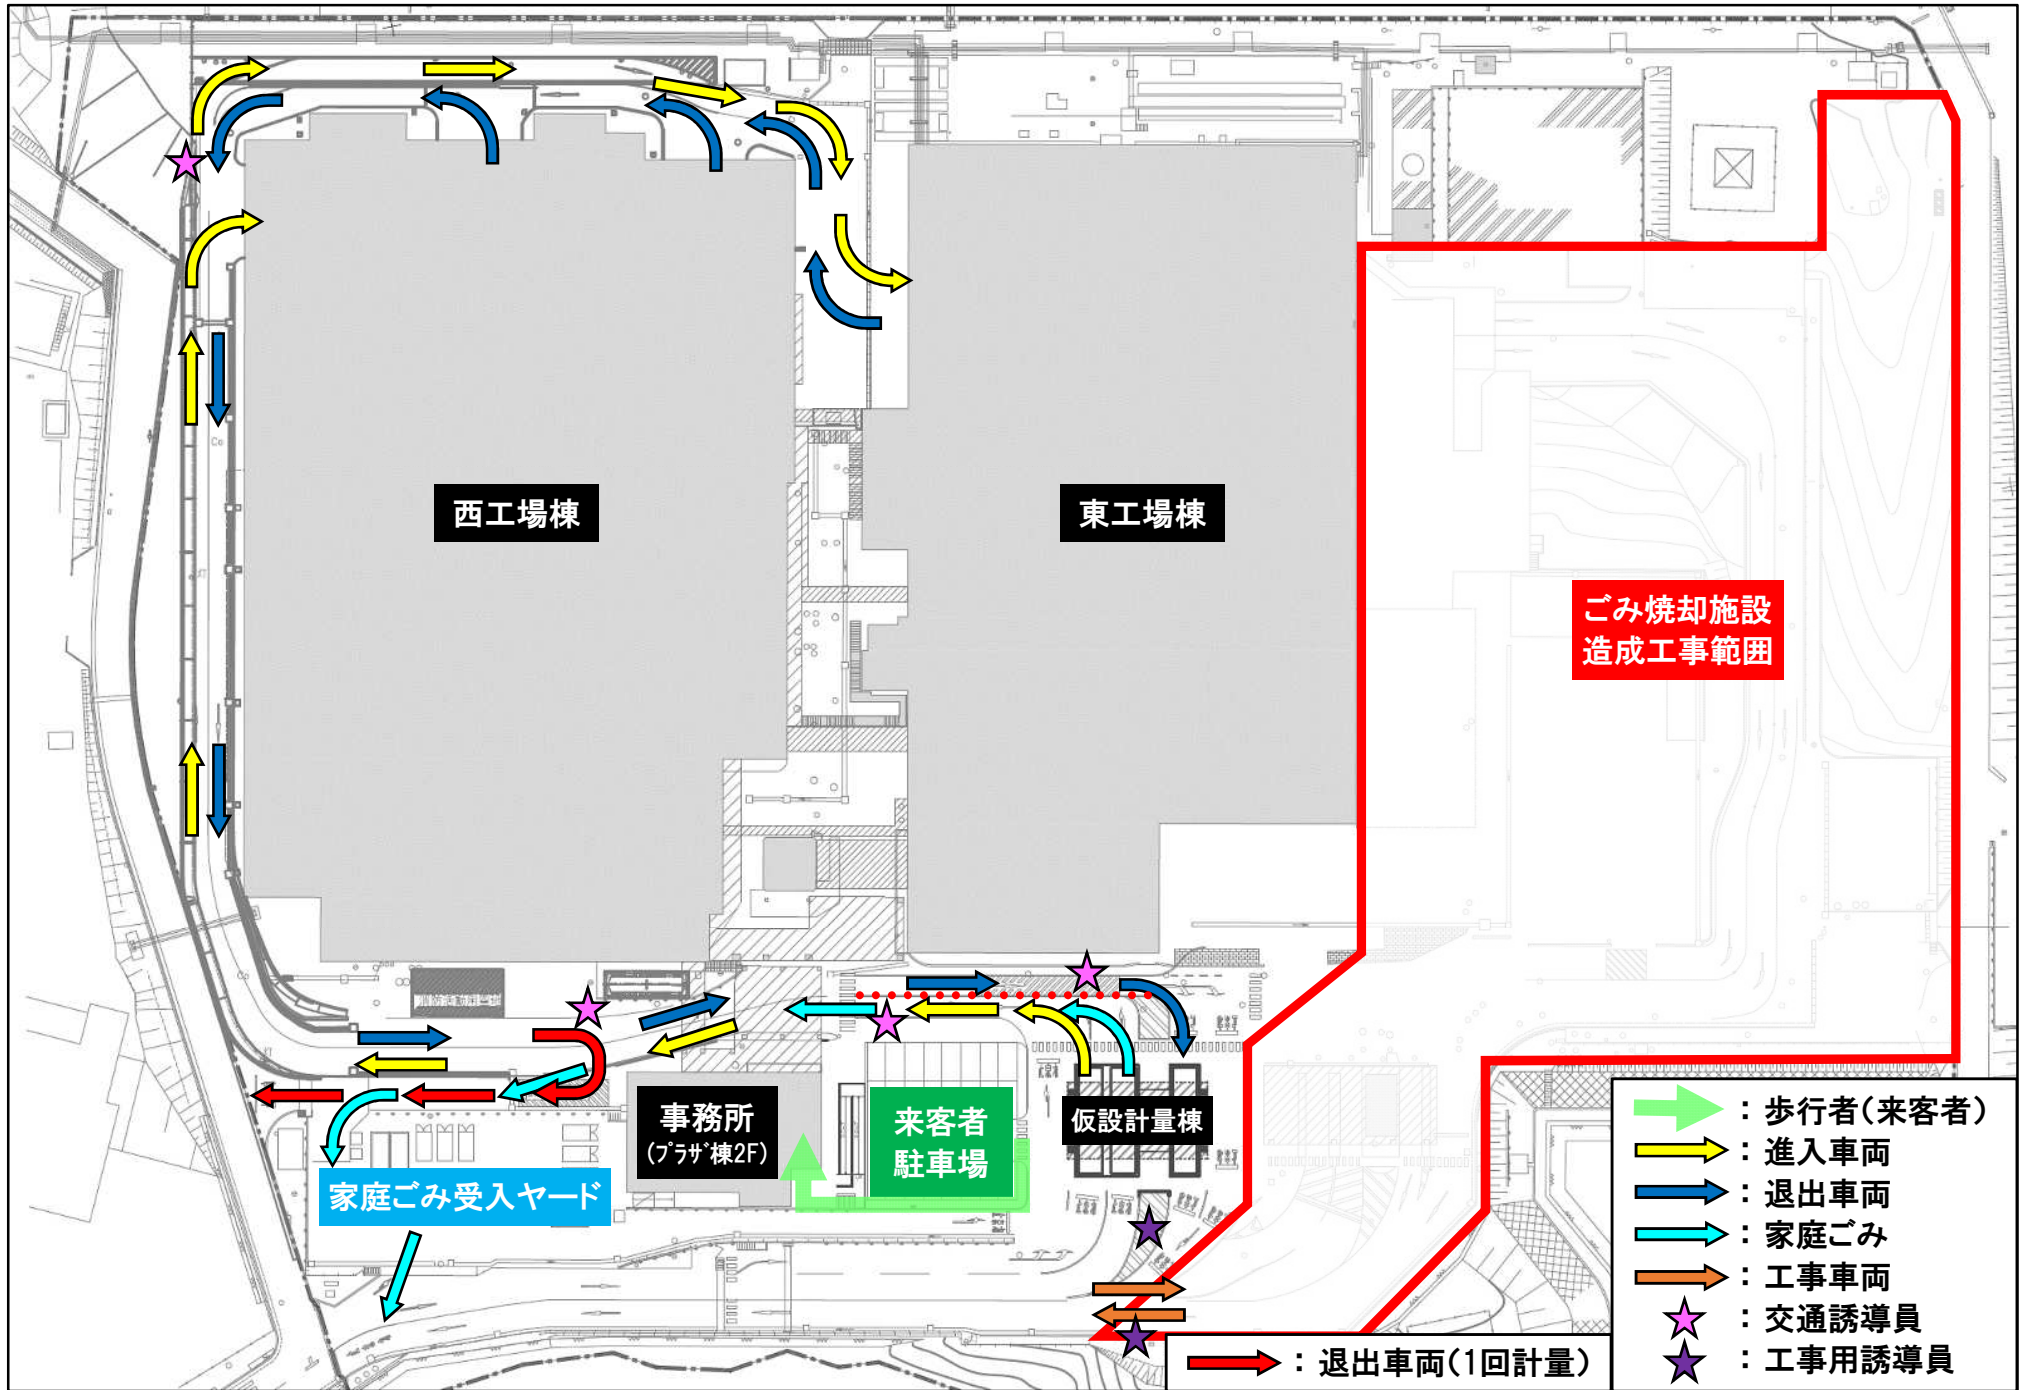 西工場棟
東工場棟
ごみ焼却施設
造成工事範囲
事務所
(プラザ棟2F)
来客者
駐車場
仮設計量棟
家庭ごみ受入ヤード
：歩行者(来客者)
：進入車両
：退出車両
：家庭ごみ
：工事車両
：交通誘導員
：工事用誘導員
：退出車両(1回計量)